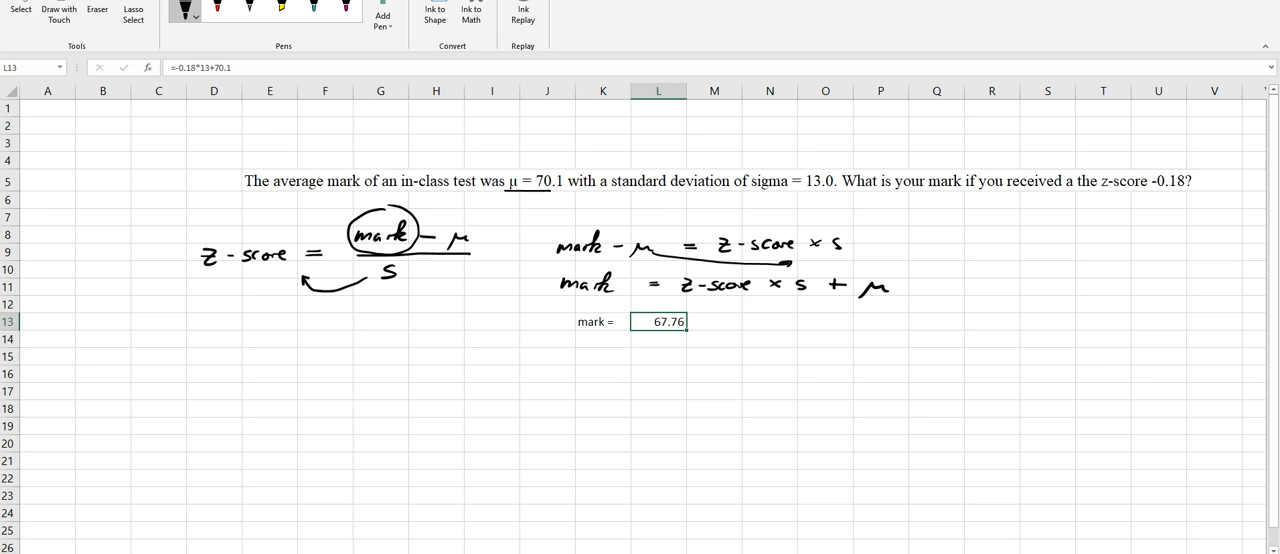 Select Draw with Touch Eraser Lasso Select Add Pen Ink to Shape Ink to Math Ink Replay
Tools Pens Convert Replay
L13 fx =-0.18*13+70.1
A B C D E F G H I J K L M N O P Q R S T U V
1
2
3
4
5 The average mark of an in-class test was μ = 70.1 with a standard deviation of sigma = 13.0. What is your mark if you received a the z-score -0.18?
6
7
8 mark - μ
9 z-score = mark - μ = z-score × s
10 s
11 mark = z-score × s + μ
12
13 mark = 67.76
14
15
16
17
18
19
20
21
22
23
24
25
26